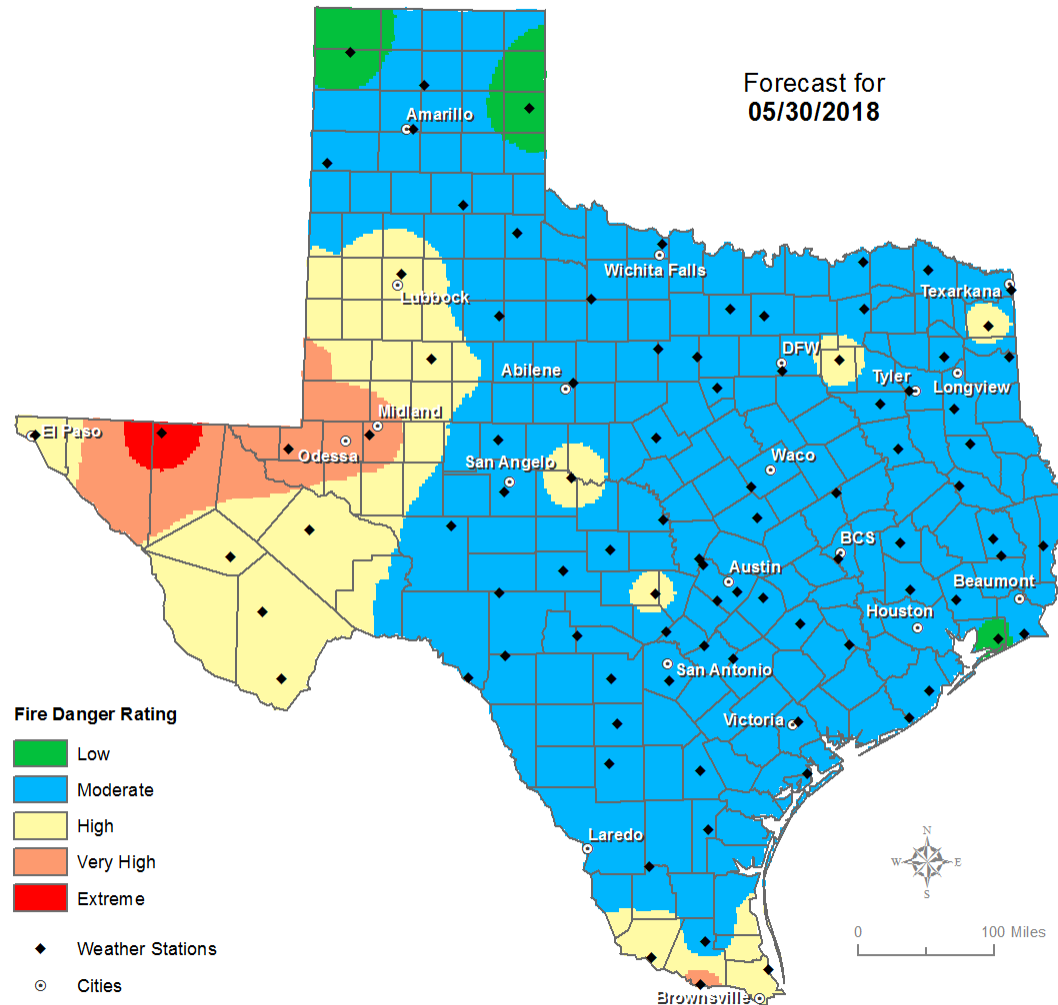 Forecast for
05/30/2018
Amarillo
Wichita Falls
Lubbock
Texarkana
DFW
Abilene
Tyler
Longview
Midland
El Paso
Odessa
San Angelo
Waco
BCS
Austin
Beaumont
Houston
San Antonio
Victoria
Laredo
Brownsville
Fire Danger Rating
Low
Moderate
High
Very High
Extreme
Weather Stations
Cities
N
W E
S
0 100 Miles